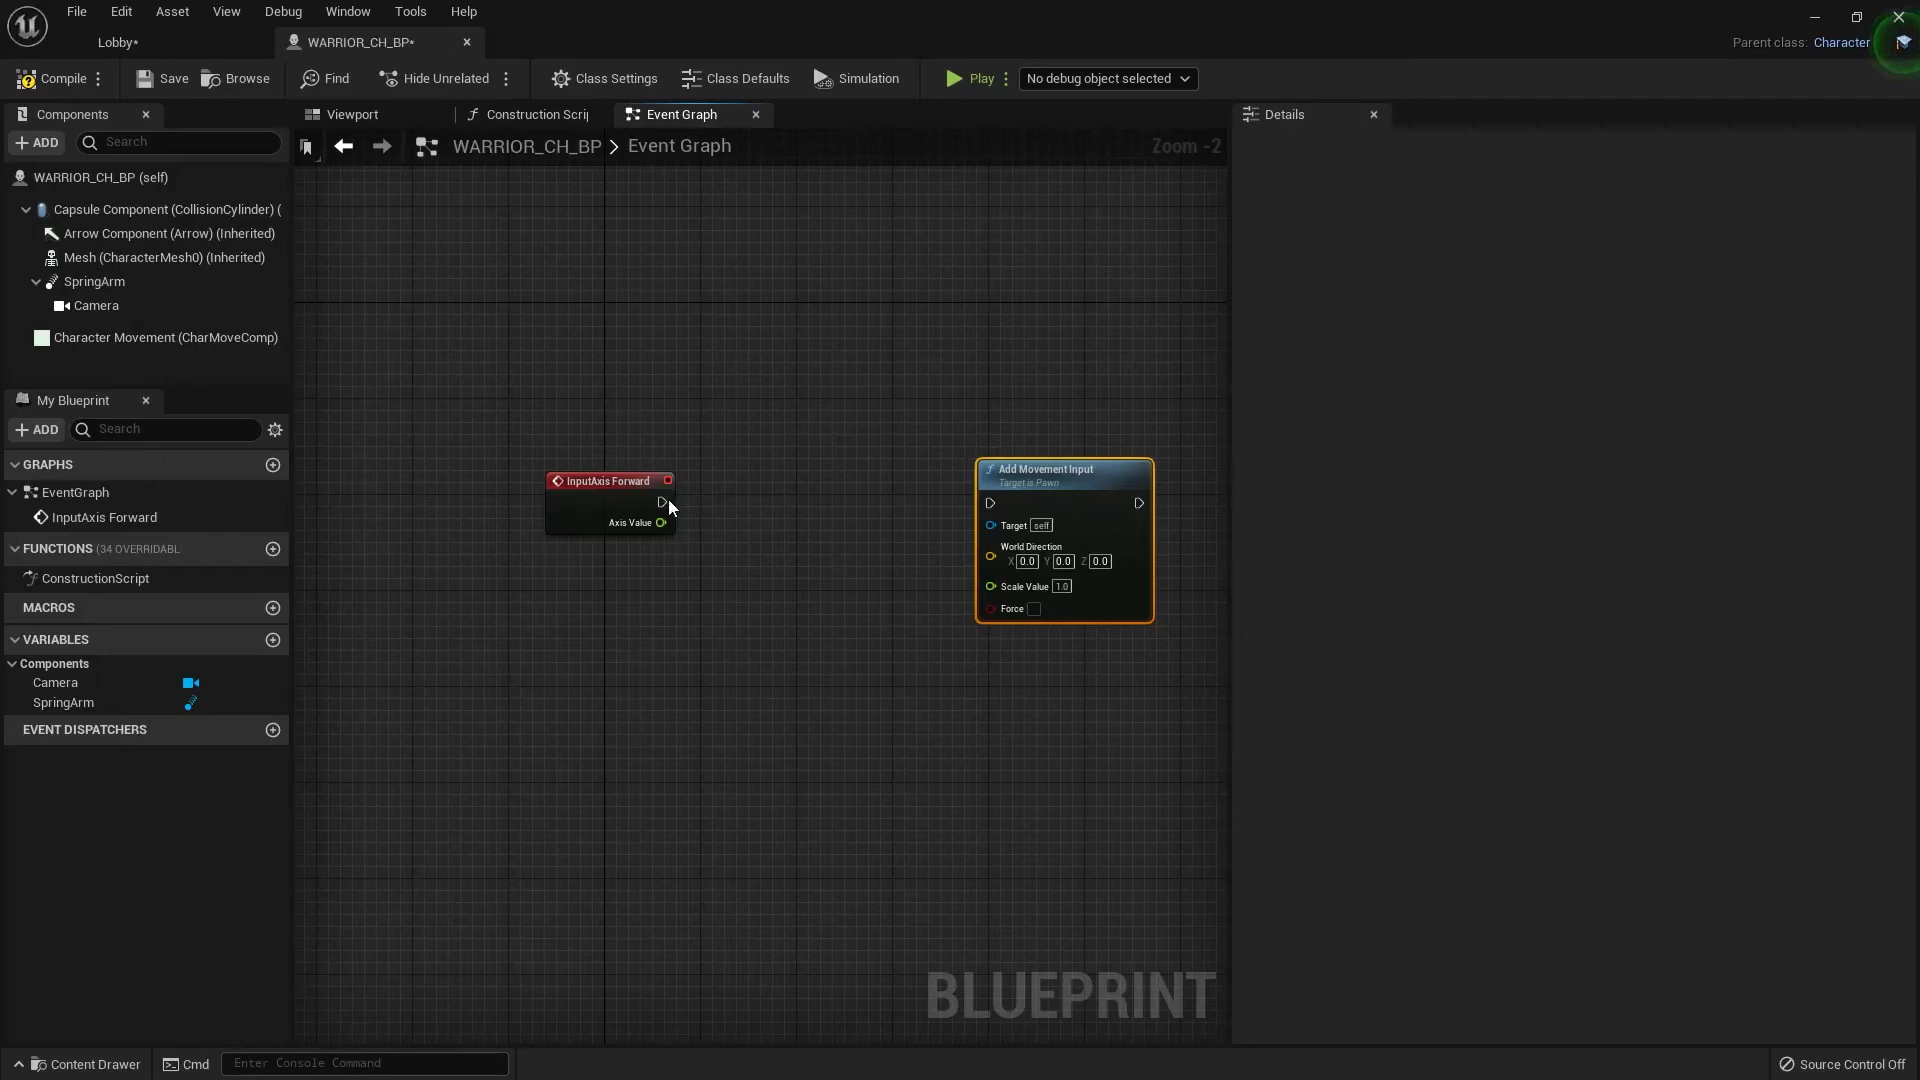 File Edit Asset View Debug Window Tools Help
Lobby*
WARRIOR_CH_BP*
Parent class: Character
Compile
Save
Browse
Find
Hide Unrelated
Class Settings
Class Defaults
Simulation
Play
No debug object selected
Components
Viewport
Construction Scri
Event Graph
Details
ADD
Search
WARRIOR_CH_BP > Event Graph
Zoom -2
WARRIOR_CH_BP (self)
Capsule Component (CollisionCylinder) (
Arrow Component (Arrow) (Inherited)
Mesh (CharacterMesh0) (Inherited)
SpringArm
Camera
Character Movement (CharMoveComp)
My Blueprint
ADD
Search
GRAPHS
EventGraph
InputAxis Forward
FUNCTIONS (34 OVERRIDABL
ConstructionScript
MACROS
VARIABLES
Components
Camera
SpringArm
EVENT DISPATCHERS
InputAxis Forward
Axis Value
Add Movement Input
Target is Pawn
Target self
World Direction
X 0.0 Y 0.0 Z 0.0
Scale Value 1.0
Force
BLUEPRINT
Content Drawer
Cmd
Enter Console Command
Source Control Off